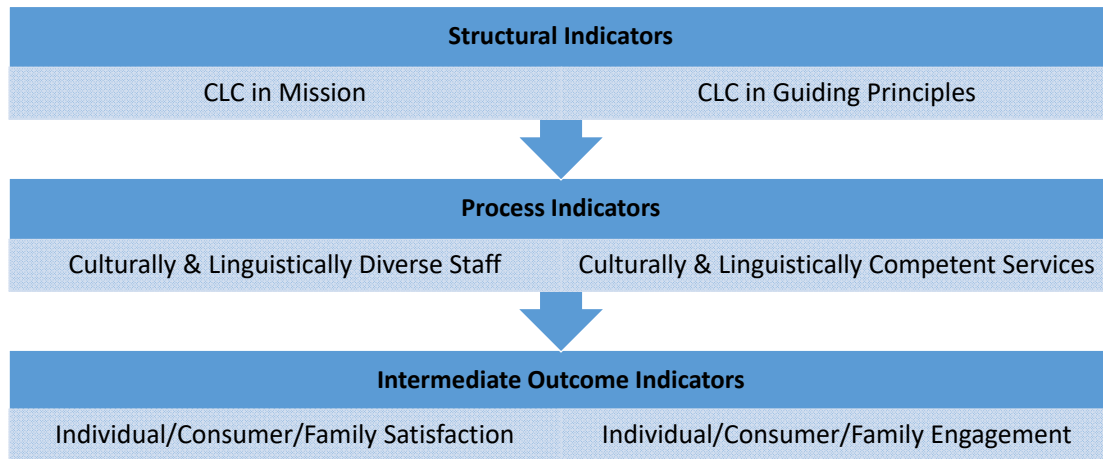 Structural Indicators
CLC in Mission
CLC in Guiding Principles
Process Indicators
Culturally & Linguistically Diverse Staff
Culturally & Linguistically Competent Services
Intermediate Outcome Indicators
Individual/Consumer/Family Satisfaction
Individual/Consumer/Family Engagement